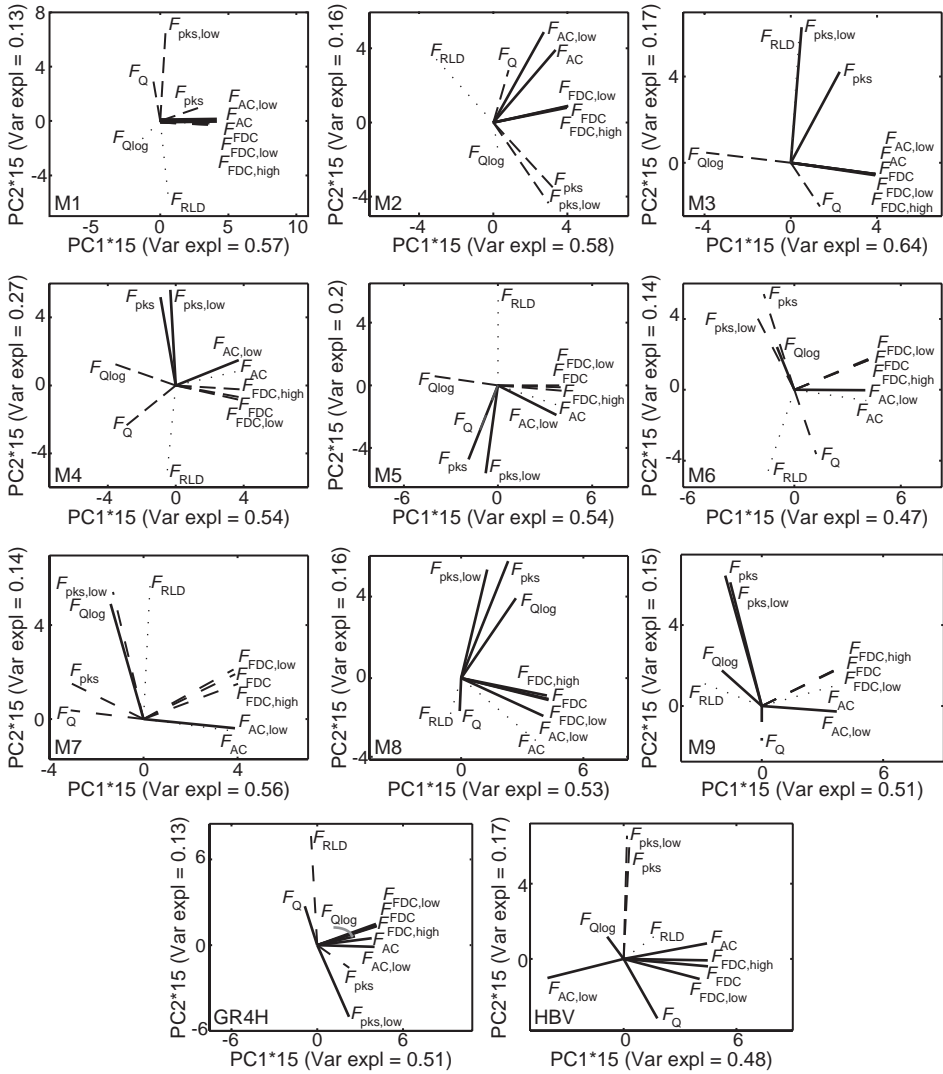 PC2*15 (Var expl = 0.13)
8
4
0
-4
F_pks,low
F_Q
F_pks
F_AC,low
F_AC
F_Qlog
F_FDC
F_FDC,low
F_FDC,high
F_RLD
M1
-5 0 5 10
PC1*15 (Var expl = 0.57)
PC2*15 (Var expl = 0.16)
4
0
-4
F_RLD
F_Q
F_AC,low
F_AC
F_FDC,low
F_FDC
F_FDC,high
F_Qlog
F_pks
F_pks,low
M2
-4 0 4 8
PC1*15 (Var expl = 0.58)
PC2*15 (Var expl = 0.17)
4
0
F_RLD
F_pks,low
F_pks
F_Qlog
F_AC,low
F_AC
F_FDC
F_FDC,low
F_FDC,high
F_Q
M3
-4 0 4
PC1*15 (Var expl = 0.64)
PC2*15 (Var expl = 0.27)
4
0
-4
F_pks
F_pks,low
F_AC,low
F_AC
F_Qlog
F_FDC,high
F_FDC
F_FDC,low
F_Q
F_RLD
M4
-4 0 4
PC1*15 (Var expl = 0.54)
PC2*15 (Var expl = 0.2)
4
0
-4
F_RLD
F_FDC,low
F_FDC
F_Qlog
F_FDC,high
F_Q
F_AC,low
F_AC
F_pks
F_pks,low
M5
-6 0 6
PC1*15 (Var expl = 0.54)
PC2*15 (Var expl = 0.14)
4
0
-4
F_pks
F_pks,low
F_Qlog
F_FDC,low
F_FDC
F_FDC,high
F_AC,low
F_AC
F_Q
F_RLD
M6
-6 0 6
PC1*15 (Var expl = 0.47)
PC2*15 (Var expl = 0.14)
4
0
F_pks,low
F_RLD
F_Qlog
F_pks
F_FDC,low
F_FDC
F_FDC,high
F_Q
F_AC,low
F_AC
M7
-4 0 4
PC1*15 (Var expl = 0.56)
PC2*15 (Var expl = 0.16)
4
0
-4
F_pks,low
F_pks
F_Qlog
F_FDC,high
F_FDC
F_FDC,low
F_RLD
F_Q
F_AC,low
F_AC
M8
0 6
PC1*15 (Var expl = 0.53)
PC2*15 (Var expl = 0.15)
4
0
F_pks
F_pks,low
F_Qlog
F_FDC,high
F_FDC
F_FDC,low
F_RLD
F_AC
F_AC,low
F_Q
M9
0 6
PC1*15 (Var expl = 0.51)
PC2*15 (Var expl = 0.13)
6
0
-6
F_RLD
F_Q
F_Qlog
F_FDC,low
F_FDC
F_FDC,high
F_AC
F_AC,low
F_pks
F_pks,low
GR4H
0 6
PC1*15 (Var expl = 0.51)
PC2*15 (Var expl = 0.17)
4
0
F_pks,low
F_pks
F_Qlog
F_RLD
F_AC
F_FDC,high
F_FDC
F_FDC,low
F_AC,low
F_Q
HBV
0 4 8
PC1*15 (Var expl = 0.48)